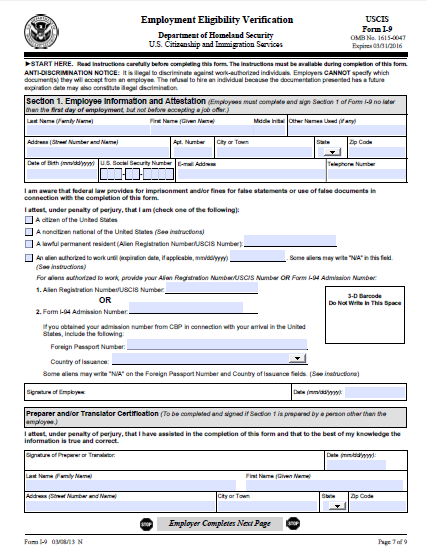 Employment Eligibility Verification
Department of Homeland Security
U.S. Citizenship and Immigration Services
USCIS
Form I-9
OMB No. 1615-0047
Expires 03/31/2016
►START HERE. Read instructions carefully before completing this form. The instructions must be available during completion of this form.
ANTI-DISCRIMINATION NOTICE: It is illegal to discriminate against work-authorized individuals. Employers CANNOT specify which
document(s) they will accept from an employee. The refusal to hire an individual because the documentation presented has a future
expiration date may also constitute illegal discrimination.
Section 1. Employee Information and Attestation (Employees must complete and sign Section 1 of Form I-9 no later
than the first day of employment, but not before accepting a job offer.)
Last Name (Family Name) First Name (Given Name) Middle Initial Other Names Used (if any)
Address (Street Number and Name) Apt. Number City or Town State Zip Code
Date of Birth (mm/dd/yyyy) U.S. Social Security Number E-mail Address Telephone Number
I am aware that federal law provides for imprisonment and/or fines for false statements or use of false documents in
connection with the completion of this form.
I attest, under penalty of perjury, that I am (check one of the following):
A citizen of the United States
A noncitizen national of the United States (See instructions)
A lawful permanent resident (Alien Registration Number/USCIS Number):
An alien authorized to work until (expiration date, if applicable, mm/dd/yyyy) . Some aliens may write "N/A" in this field.
(See instructions)
For aliens authorized to work, provide your Alien Registration Number/USCIS Number OR Form I-94 Admission Number:
1. Alien Registration Number/USCIS Number:
OR
2. Form I-94 Admission Number:
If you obtained your admission number from CBP in connection with your arrival in the United
States, include the following:
Foreign Passport Number:
Country of Issuance:
Some aliens may write "N/A" on the Foreign Passport Number and Country of Issuance fields. (See instructions)
3-D Barcode
Do Not Write In This Space
Signature of Employee: Date (mm/dd/yyyy):
Preparer and/or Translator Certification (To be completed and signed if Section 1 is prepared by a person other than the
employee.)
I attest, under penalty of perjury, that I have assisted in the completion of this form and that to the best of my knowledge the
information is true and correct.
Signature of Preparer or Translator: Date (mm/dd/yyyy):
Last Name (Family Name) First Name (Given Name)
Address (Street Number and Name) City or Town State Zip Code
STOP Employer Completes Next Page STOP
Form I-9 03/08/13 N Page 7 of 9